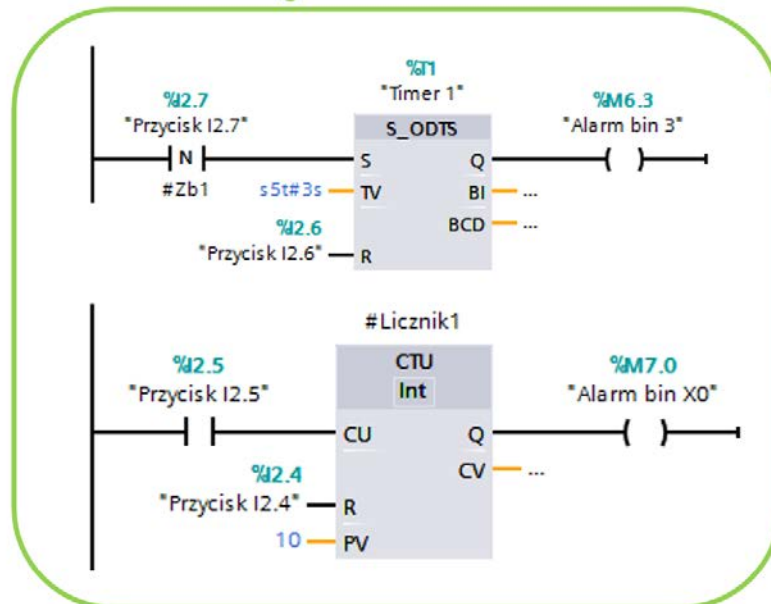 %T1
"Timer 1"
%I2.7
"Przycisk I2.7"
%M6.3
"Alarm bin 3"
S_ODTS
N
S
Q
#Zb1
s5t#3s
TV
BI
...
%I2.6
BCD
...
"Przycisk I2.6"
R
#Licznik1
%I2.5
"Przycisk I2.5"
CTU
Int
%M7.0
"Alarm bin X0"
CU
Q
%I2.4
CV
...
"Przycisk I2.4"
R
10
PV